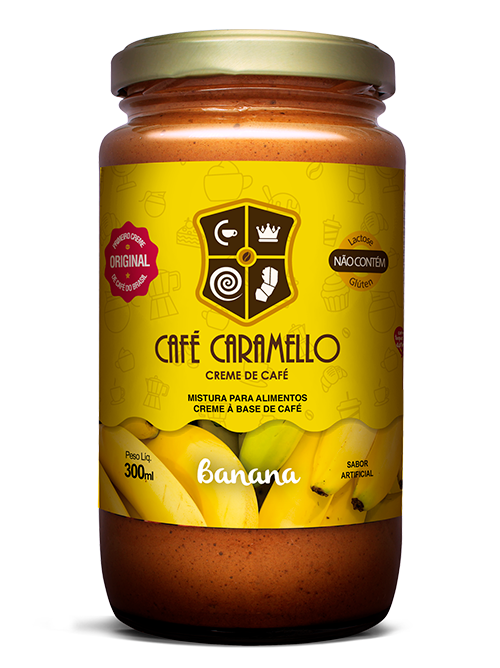 PRIMEIRO CREME
ORIGINAL
DE CAFÉ DO BRASIL
Lactose
NÃO CONTÉM
Glúten
CAFÉ CARAMELLO
CREME DE CAFÉ
MISTURA PARA ALIMENTOS
CREME À BASE DE CAFÉ
Peso Liq.
300ml
Banana
SABOR
ARTIFICIAL